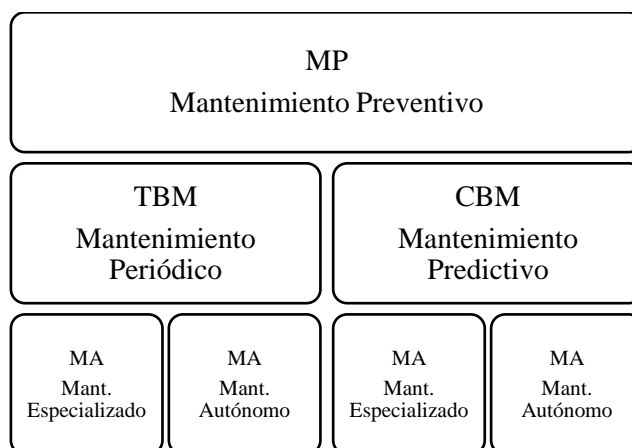 MP
Mantenimiento Preventivo
TBM
Mantenimiento
Periódico
CBM
Mantenimiento
Predictivo
MA
Mant.
Especializado
MA
Mant.
Autónomo
MA
Mant.
Especializado
MA
Mant.
Autónomo